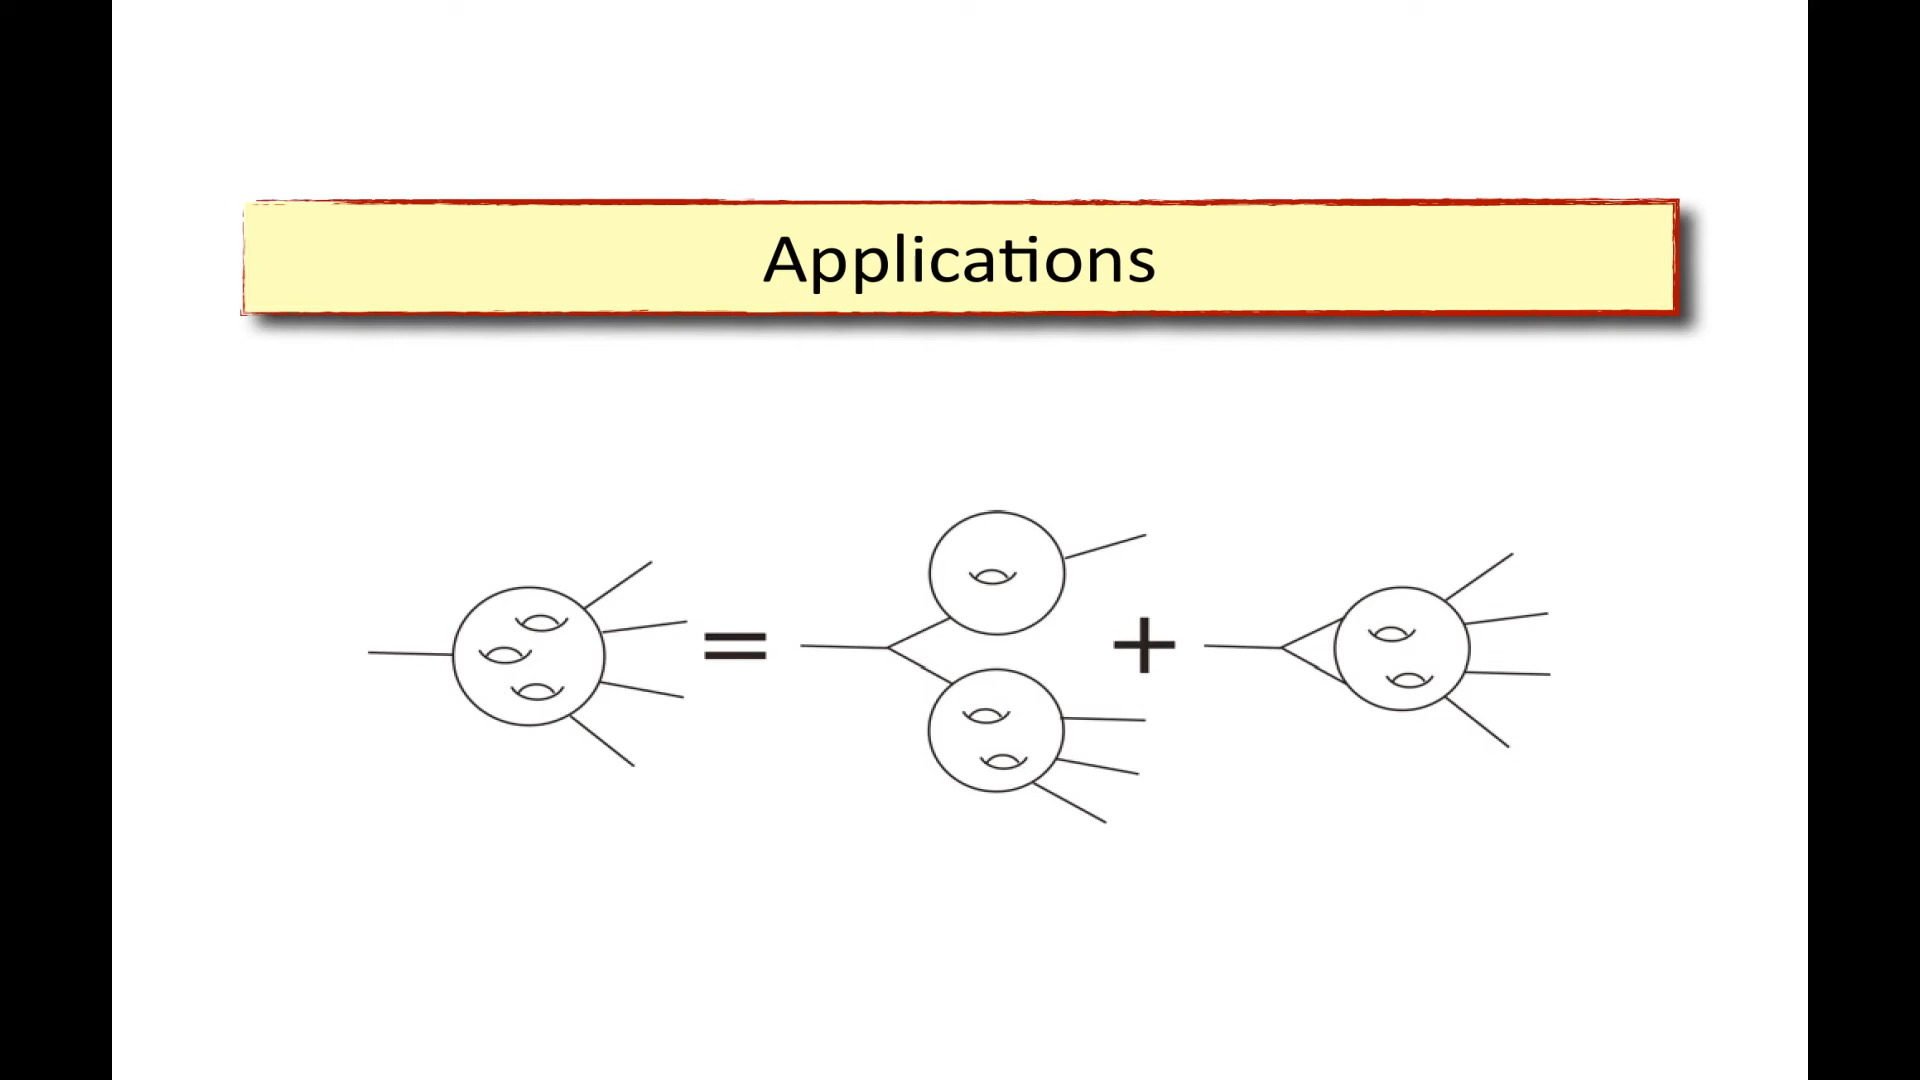 Applications
= +